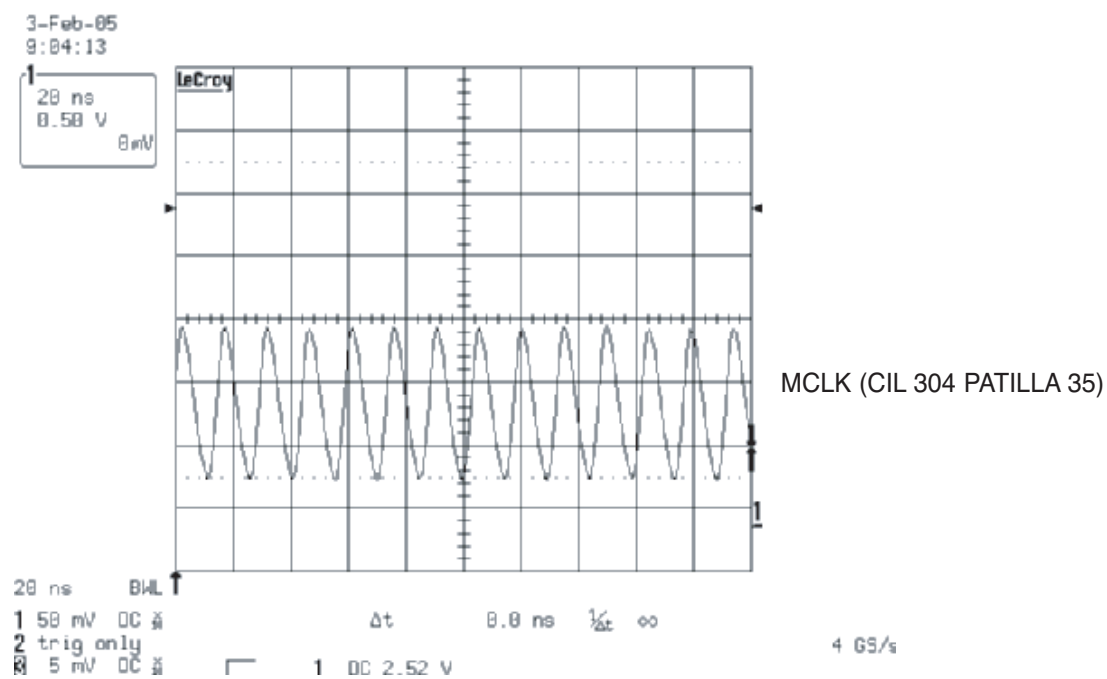 3-Feb-05
9:04:13
1
20 ns
0.50 V
0mV
LeCroy
MCLK (CIL 304 PATILLA 35)
1
20 ns BWL
1 50 mV DC
Δt 0.0 ns 1/Δt ∞
2 trig only
4 GS/s
3 5 mV DC
1 DC 2.52 V